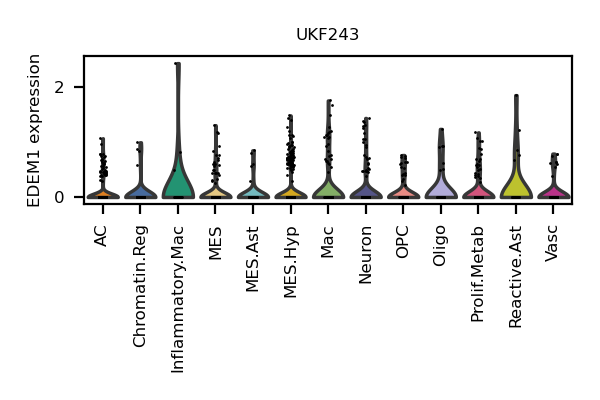 UKF243
EDEM1 expression
2
0
AC
Chromatin.Reg
Inflammatory.Mac
MES
MES.Ast
MES.Hyp
Mac
Neuron
OPC
Oligo
Prolif.Metab
Reactive.Ast
Vasc